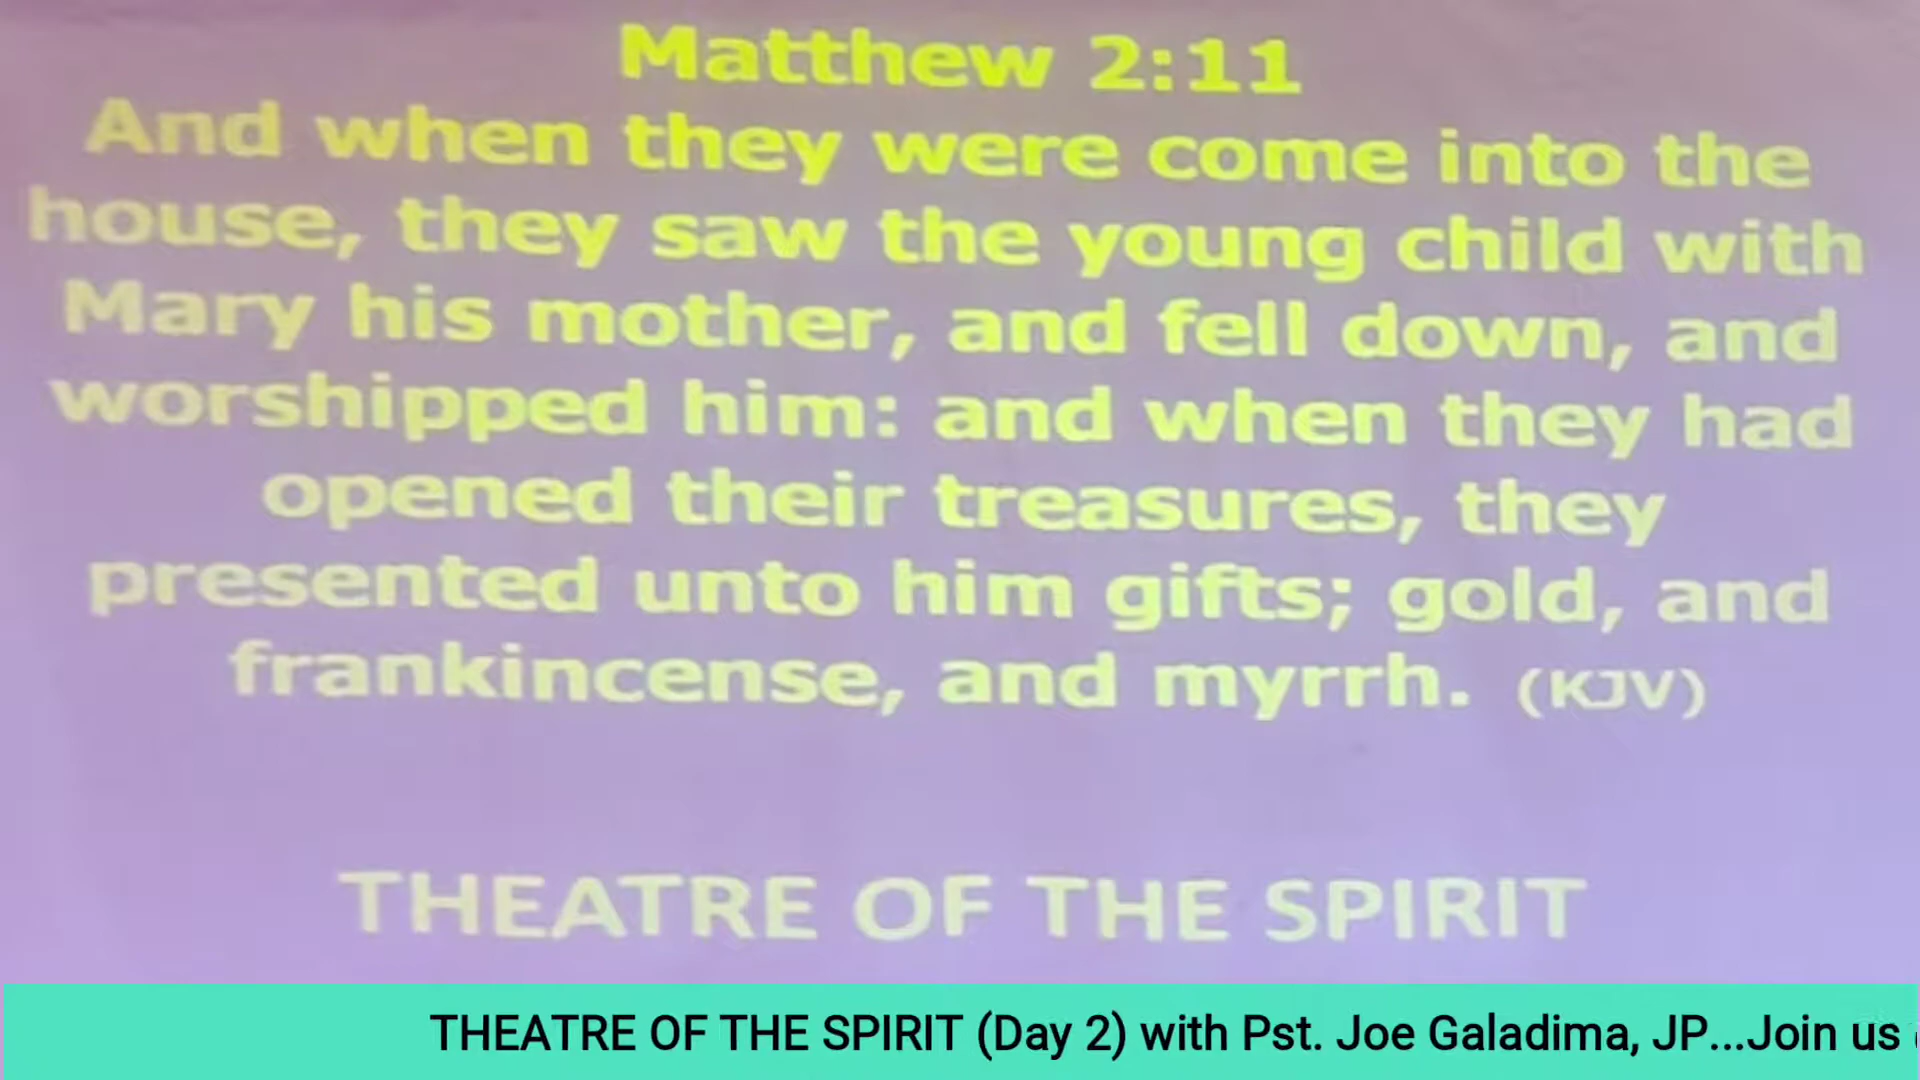 Matthew 2:11
And when they were come into the
house, they saw the young child with
Mary his mother, and fell down, and
worshipped him: and when they had
opened their treasures, they
presented unto him gifts; gold, and
frankincense, and myrrh. (KJV)
THEATRE OF THE SPIRIT
THEATRE OF THE SPIRIT (Day 2) with Pst. Joe Galadima, JP...Join us